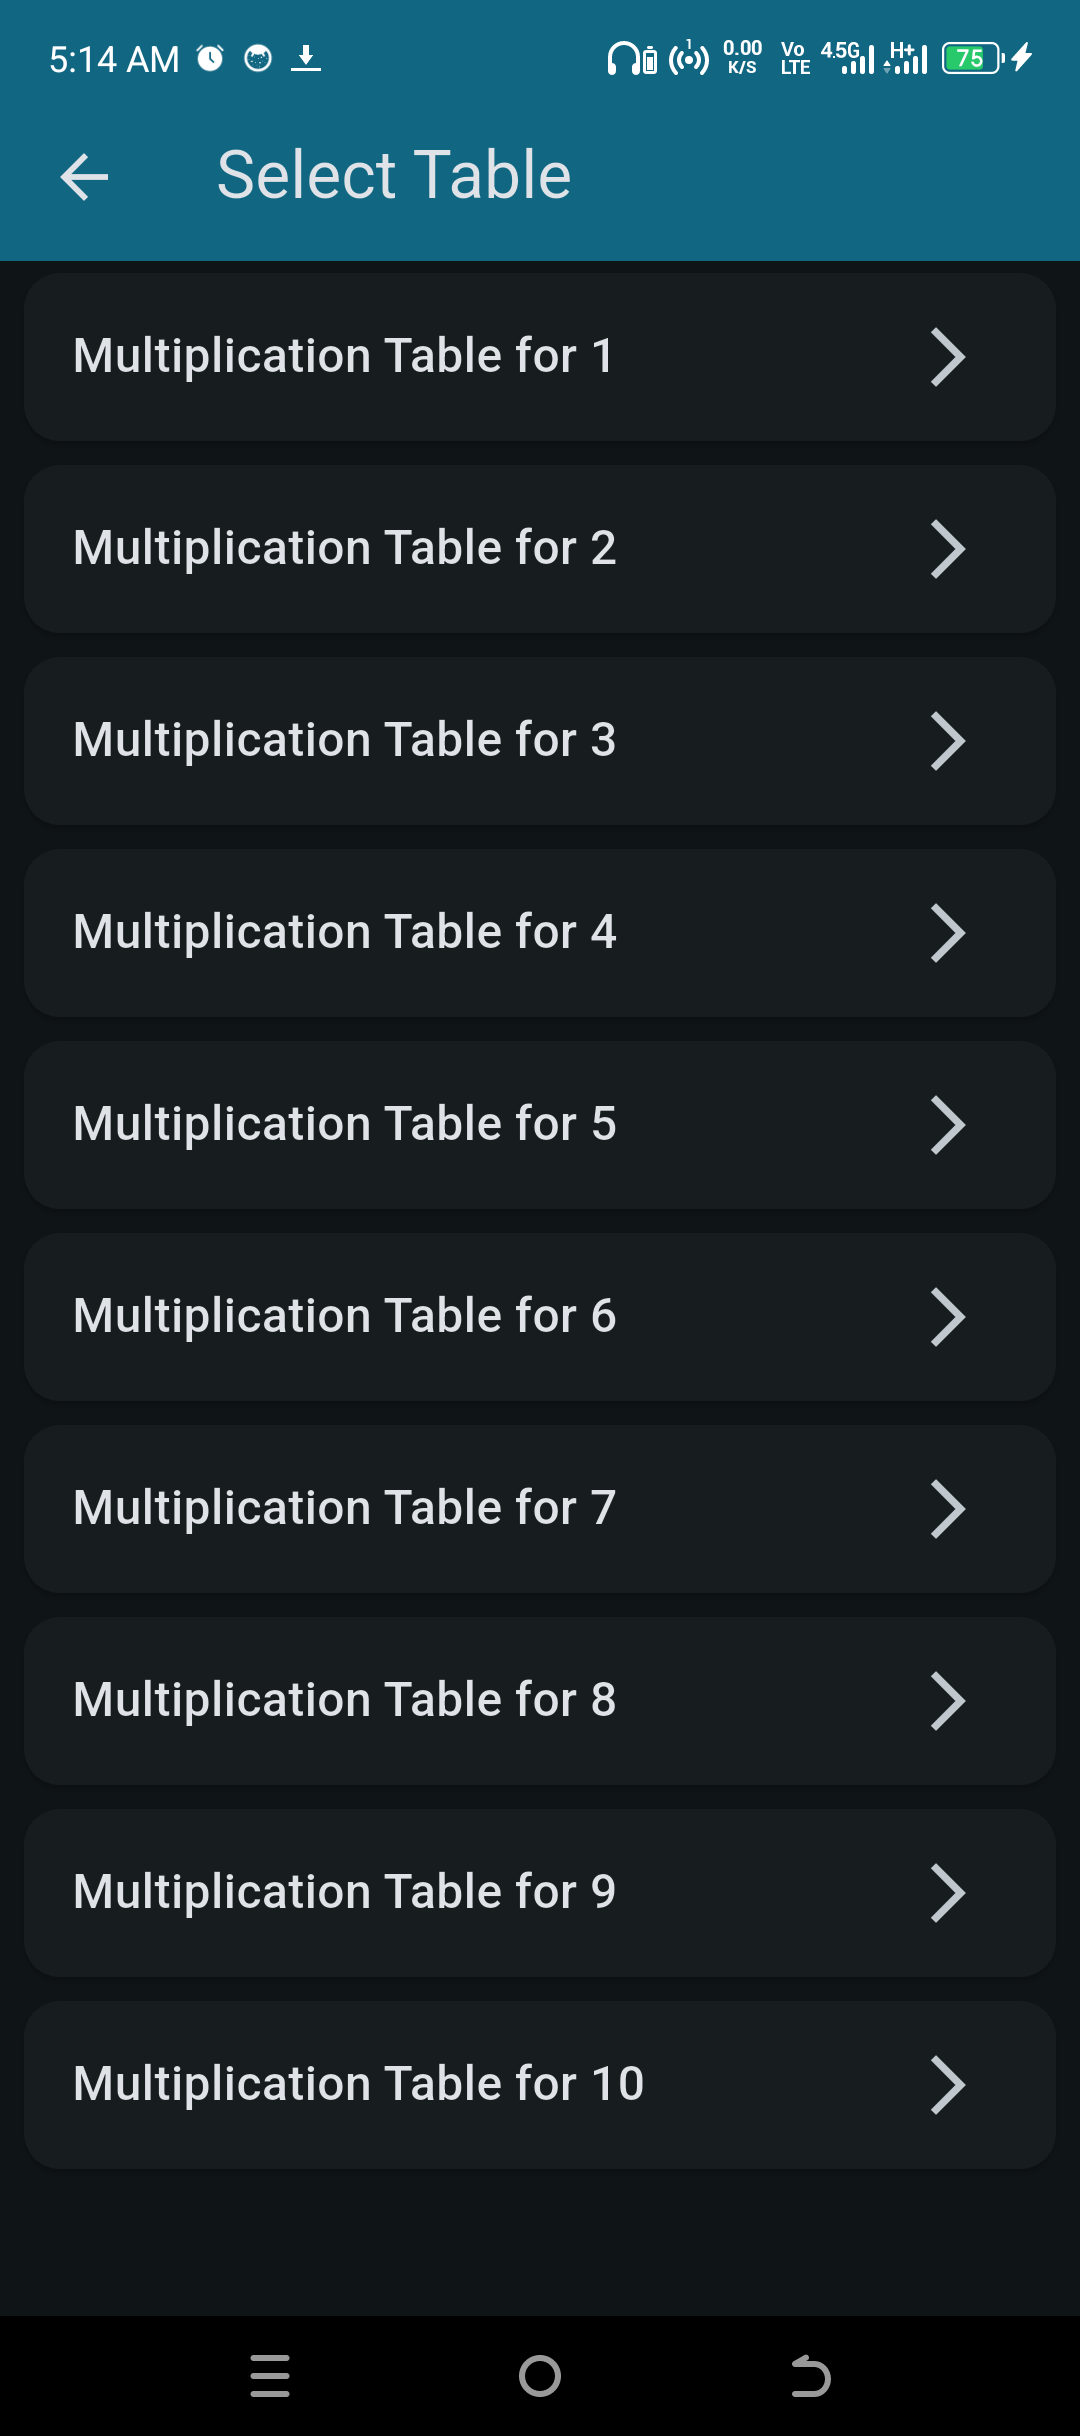 5:14 AM
1
0.00 K/S
Vo LTE
4.5G
H+
75
Select Table
Multiplication Table for 1
Multiplication Table for 2
Multiplication Table for 3
Multiplication Table for 4
Multiplication Table for 5
Multiplication Table for 6
Multiplication Table for 7
Multiplication Table for 8
Multiplication Table for 9
Multiplication Table for 10